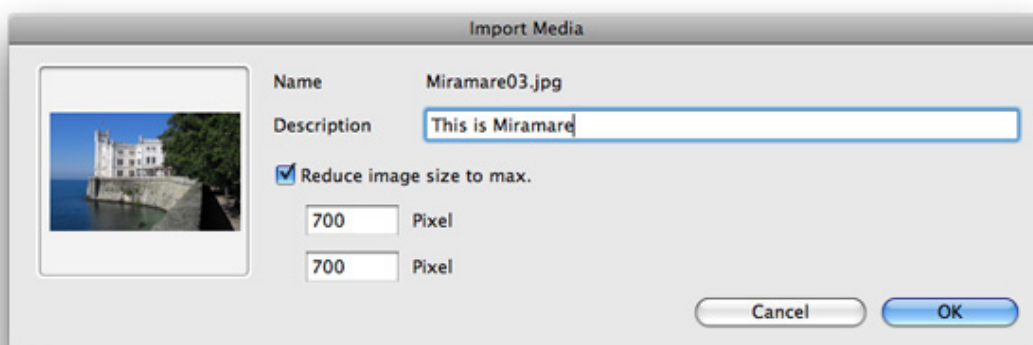 Import Media
Name Miramare03.jpg
Description This is Miramare
Reduce image size to max.
700 Pixel
700 Pixel
Cancel OK